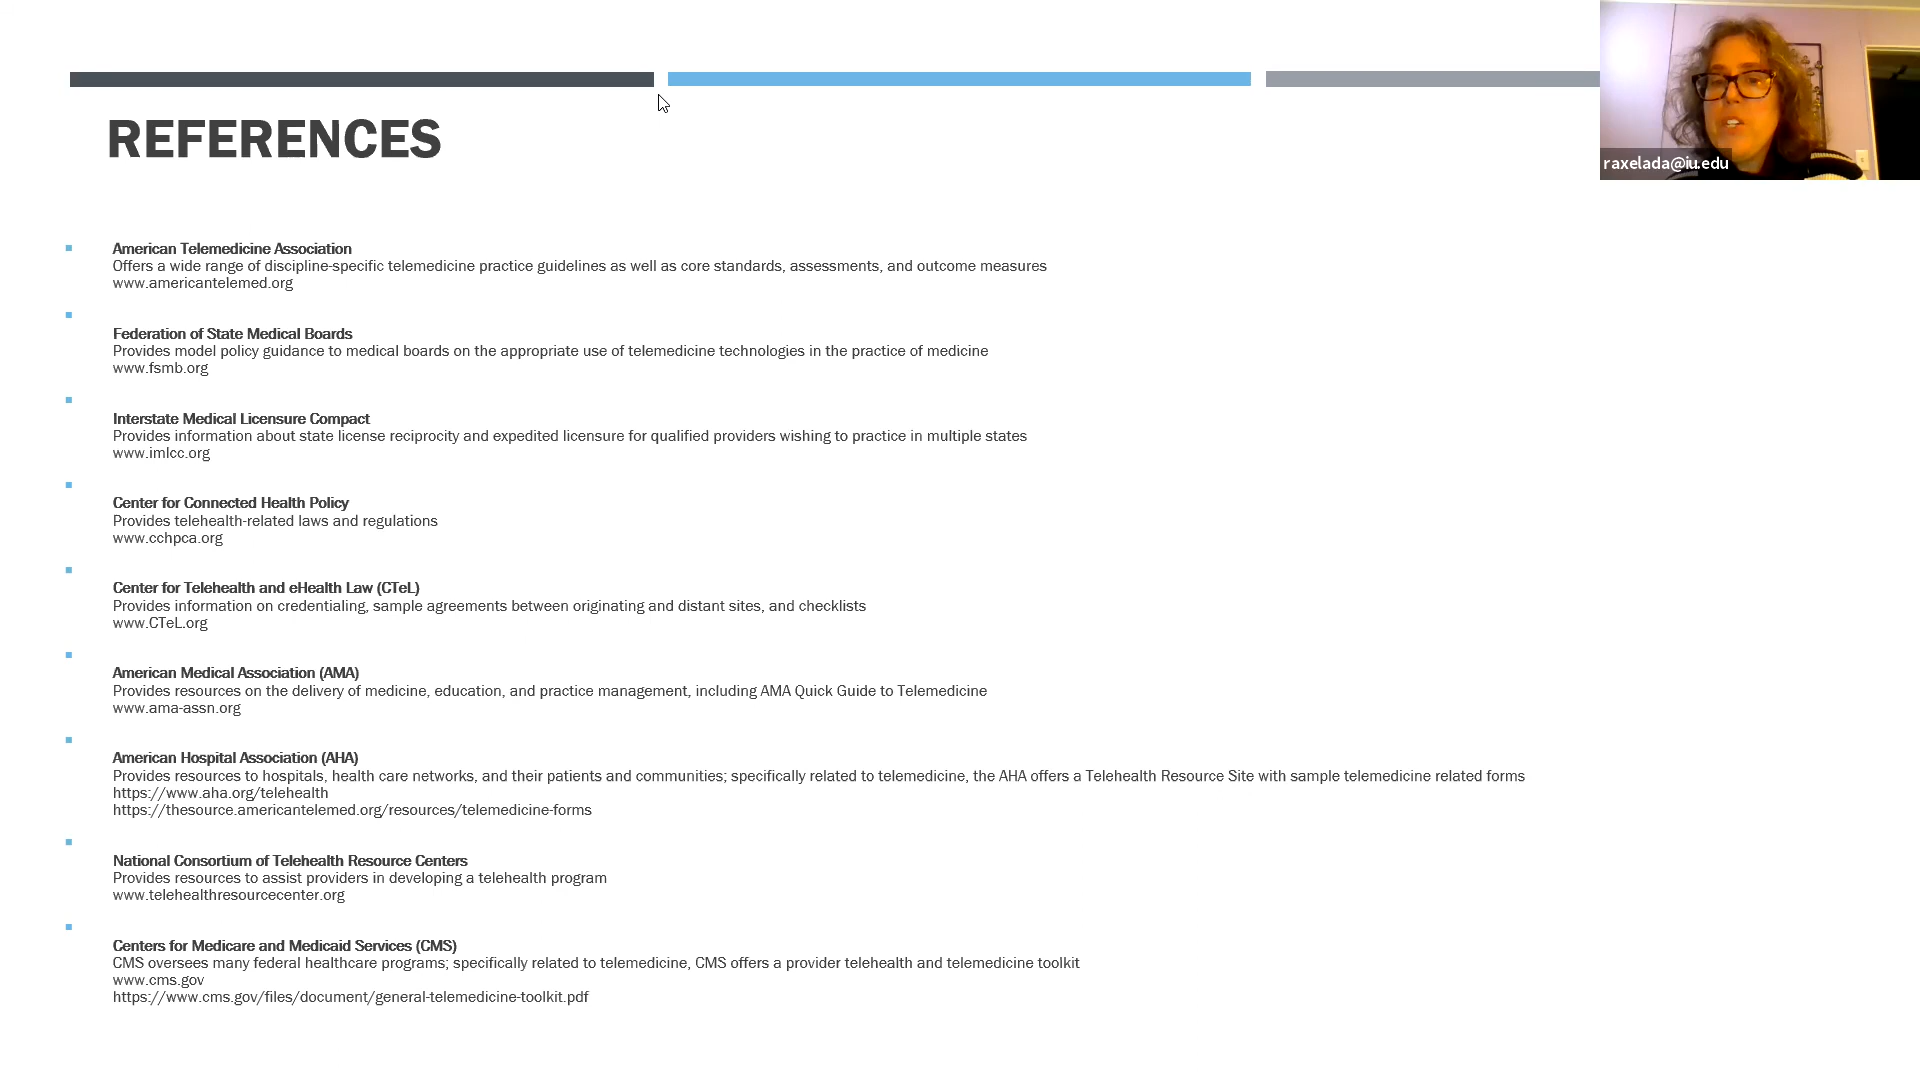 REFERENCES
raxelada@iu.edu
American Telemedicine Association
Offers a wide range of discipline-specific telemedicine practice guidelines as well as core standards, assessments, and outcome measures
www.americantelemed.org
Federation of State Medical Boards
Provides model policy guidance to medical boards on the appropriate use of telemedicine technologies in the practice of medicine
www.fsmb.org
Interstate Medical Licensure Compact
Provides information about state license reciprocity and expedited licensure for qualified providers wishing to practice in multiple states
www.imlcc.org
Center for Connected Health Policy
Provides telehealth-related laws and regulations
www.cchpca.org
Center for Telehealth and eHealth Law (CTeL)
Provides information on credentialing, sample agreements between originating and distant sites, and checklists
www.CTeL.org
American Medical Association (AMA)
Provides resources on the delivery of medicine, education, and practice management, including AMA Quick Guide to Telemedicine
www.ama-assn.org
American Hospital Association (AHA)
Provides resources to hospitals, health care networks, and their patients and communities; specifically related to telemedicine, the AHA offers a Telehealth Resource Site with sample telemedicine related forms
https://www.aha.org/telehealth
https://thesource.americantelemed.org/resources/telemedicine-forms
National Consortium of Telehealth Resource Centers
Provides resources to assist providers in developing a telehealth program
www.telehealthresourcecenter.org
Centers for Medicare and Medicaid Services (CMS)
CMS oversees many federal healthcare programs; specifically related to telemedicine, CMS offers a provider telehealth and telemedicine toolkit
www.cms.gov
https://www.cms.gov/files/document/general-telemedicine-toolkit.pdf